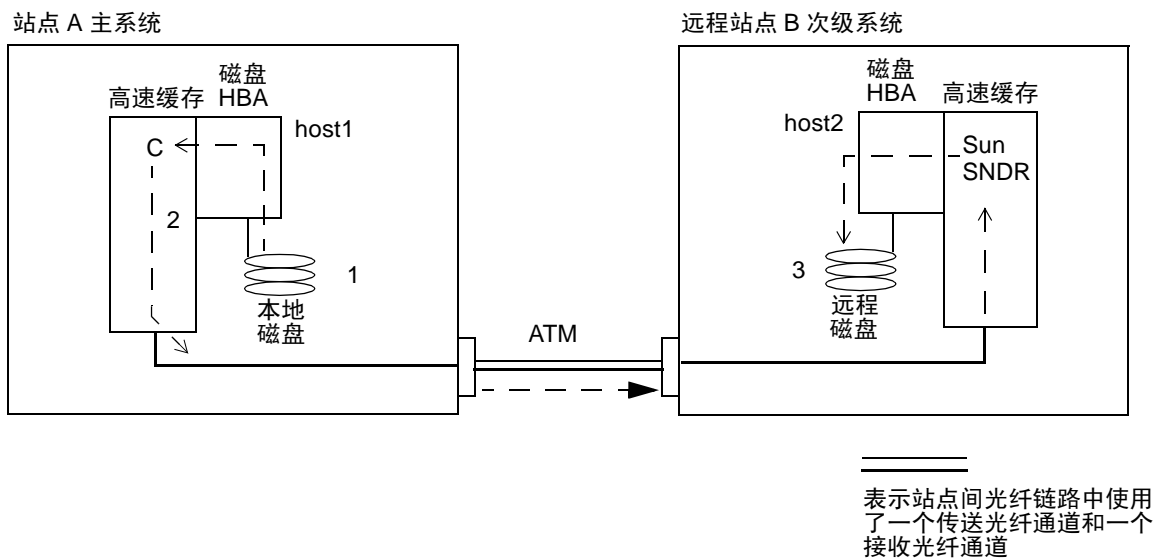 站点 A 主系统
远程站点 B 次级系统
磁盘
HBA
高速缓存
host1
C
2
1
本地
磁盘
ATM
磁盘
HBA
高速缓存
host2
Sun
SNDR
3
远程
磁盘
表示站点间光纤链路中使用
了一个传送光纤通道和一个
接收光纤通道